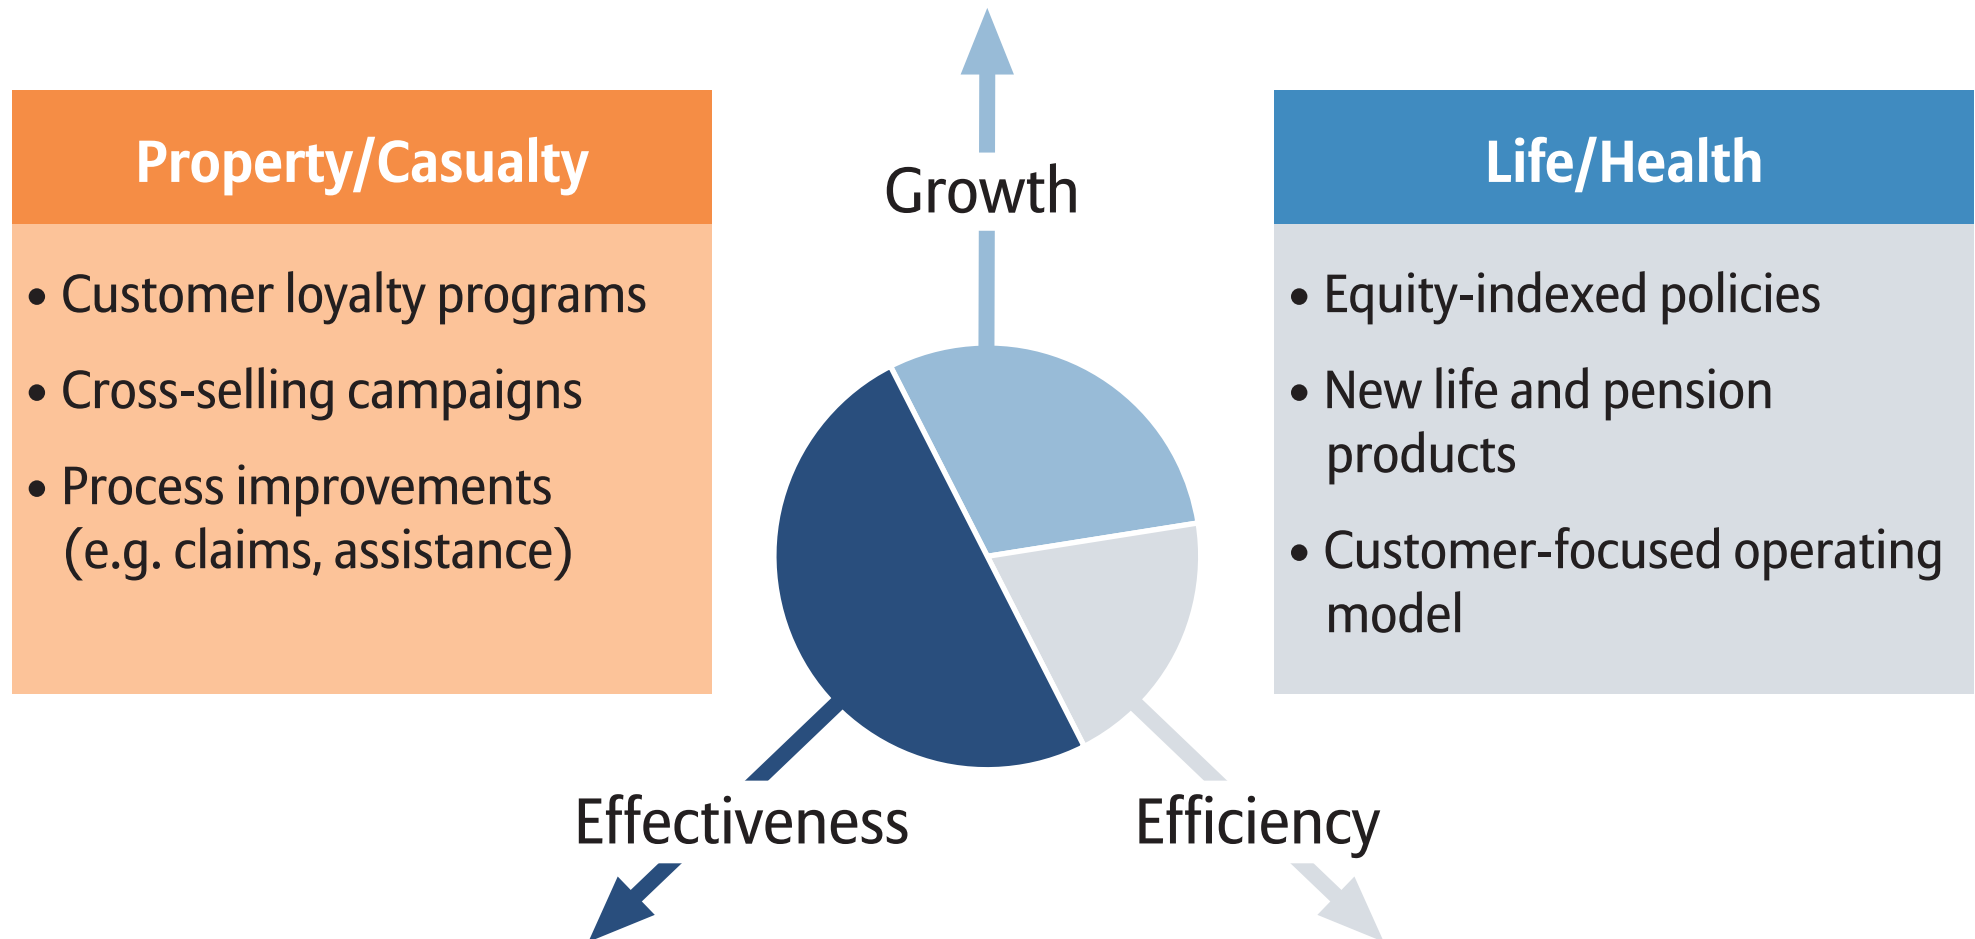 Growth
Property/Casualty
• Customer loyalty programs
• Cross-selling campaigns
• Process improvements
(e.g. claims, assistance)
Life/Health
• Equity-indexed policies
• New life and pension
products
• Customer-focused operating
model
Effectiveness
Efficiency